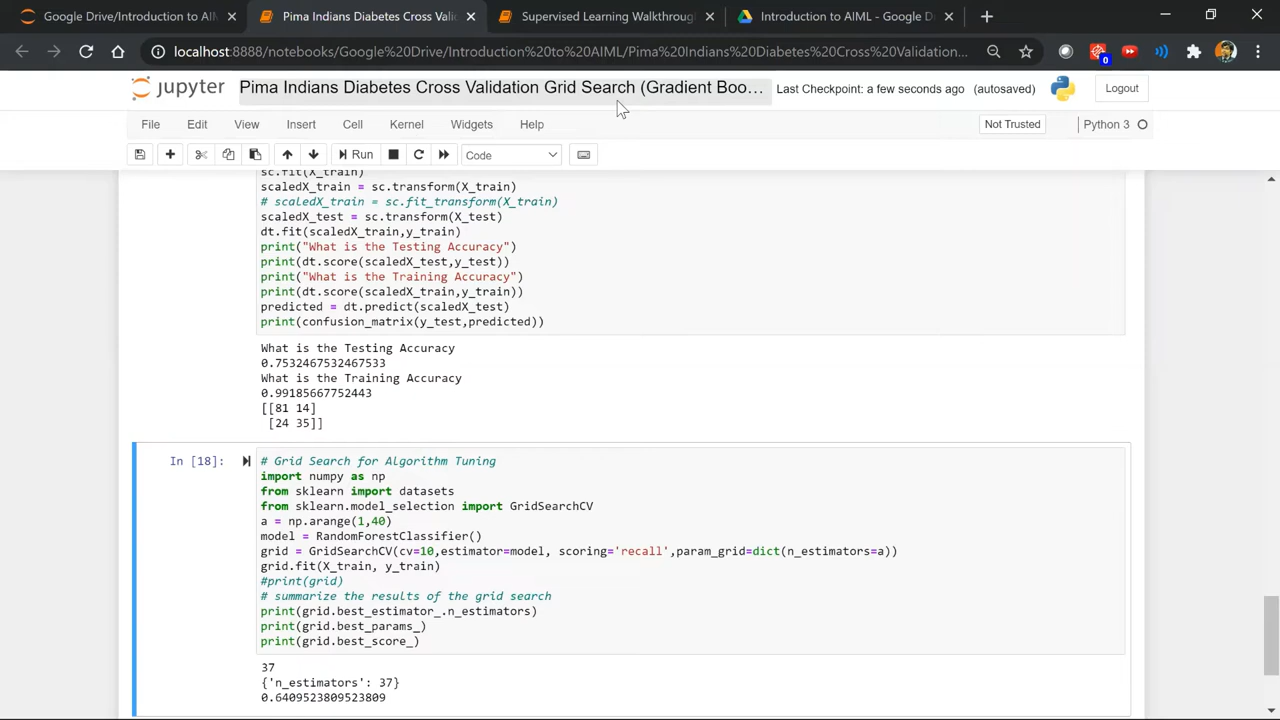 Google Drive/Introduction to AIM
Pima Indians Diabetes Cross Valid
Supervised Learning Walkthrough
Introduction to AIML - Google D
localhost:8888/notebooks/Google%20Drive/Introduction%20to%20AIML/Pima%20Indians%20Diabetes%20Cross%20Validation...
0
jupyter
Pima Indians Diabetes Cross Validation Grid Search (Gradient Boo...
Last Checkpoint: a few seconds ago (autosaved)
Logout
File Edit View Insert Cell Kernel Widgets Help
Not Trusted
Python 3
Run
Code
sc.fit(X_train)
scaledX_train = sc.transform(X_train)
# scaledX_train = sc.fit_transform(X_train)
scaledX_test = sc.transform(X_test)
dt.fit(scaledX_train,y_train)
print("What is the Testing Accuracy")
print(dt.score(scaledX_test,y_test))
print("What is the Training Accuracy")
print(dt.score(scaledX_train,y_train))
predicted = dt.predict(scaledX_test)
print(confusion_matrix(y_test,predicted))
What is the Testing Accuracy
0.7532467532467533
What is the Training Accuracy
0.99185667752443
[[81 14]
[24 35]]
In [18]:
# Grid Search for Algorithm Tuning
import numpy as np
from sklearn import datasets
from sklearn.model_selection import GridSearchCV
a = np.arange(1,40)
model = RandomForestClassifier()
grid = GridSearchCV(cv=10,estimator=model, scoring='recall',param_grid=dict(n_estimators=a))
grid.fit(X_train, y_train)
#print(grid)
# summarize the results of the grid search
print(grid.best_estimator_.n_estimators)
print(grid.best_params_)
print(grid.best_score_)
37
{'n_estimators': 37}
0.6409523809523809